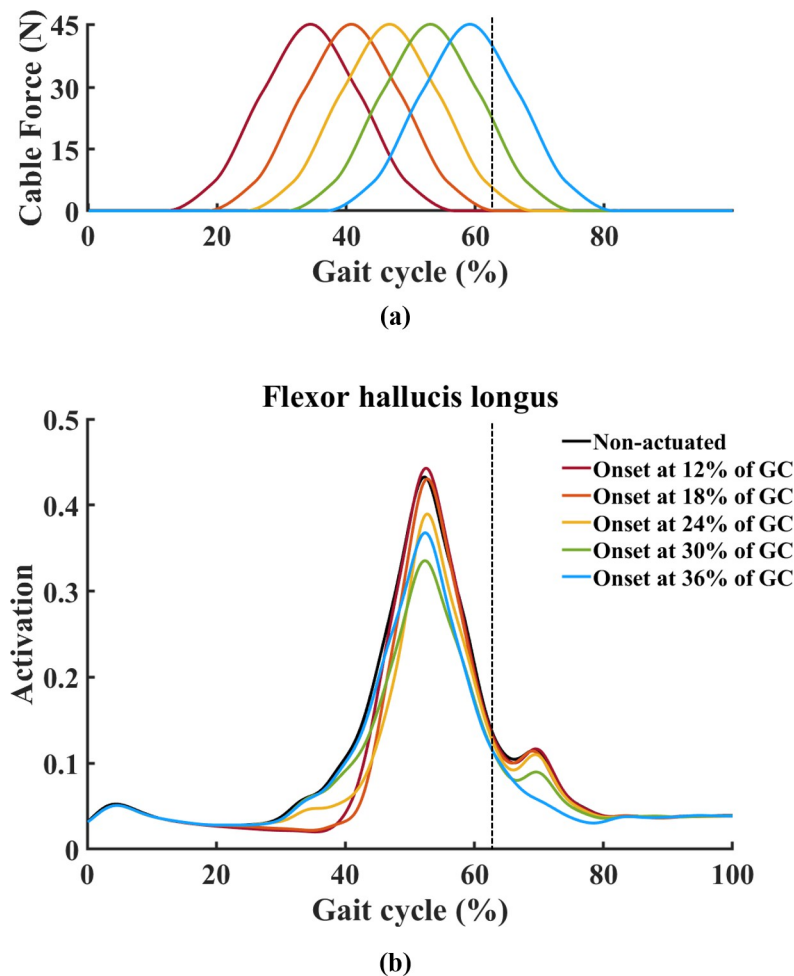 Cable Force (N)
45
30
15
0
0 20 40 60 80
Gait cycle (%)
(a)
Flexor hallucis longus
Activation
0.5
0.4
0.3
0.2
0.1
0
Non-actuated
Onset at 12% of GC
Onset at 18% of GC
Onset at 24% of GC
Onset at 30% of GC
Onset at 36% of GC
0 20 40 60 80 100
Gait cycle (%)
(b)